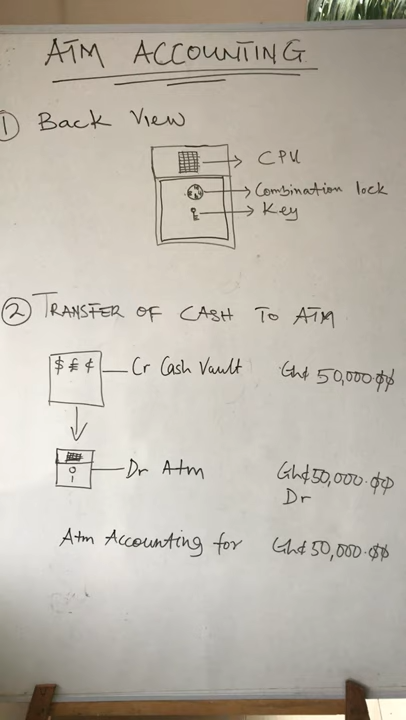 ATM ACCOUNTING
① Back View
CPU
Combination lock
Key
② TRANSFER OF CASH TO ATM
$ £ ¢ Cr Cash Vault Gh¢ 50,000.00
Dr Atm Gh¢50,000.00
Dr
Atm Accounting for Gh¢ 50,000.00